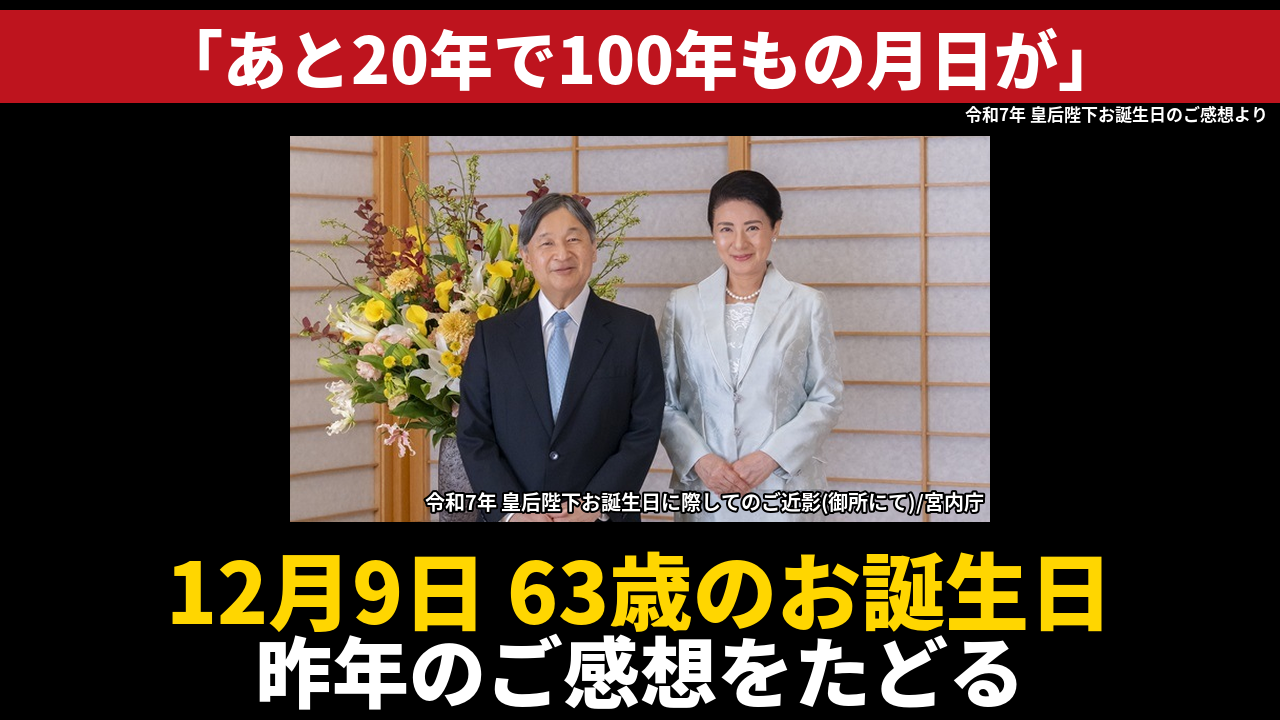 「あと20年で100年もの月日が」
令和7年 皇后陛下お誕生日のご感想より
令和7年 皇后陛下お誕生日に際してのご近影(御所にて)/宮内庁
12月9日 63歳のお誕生日
昨年のご感想をたどる